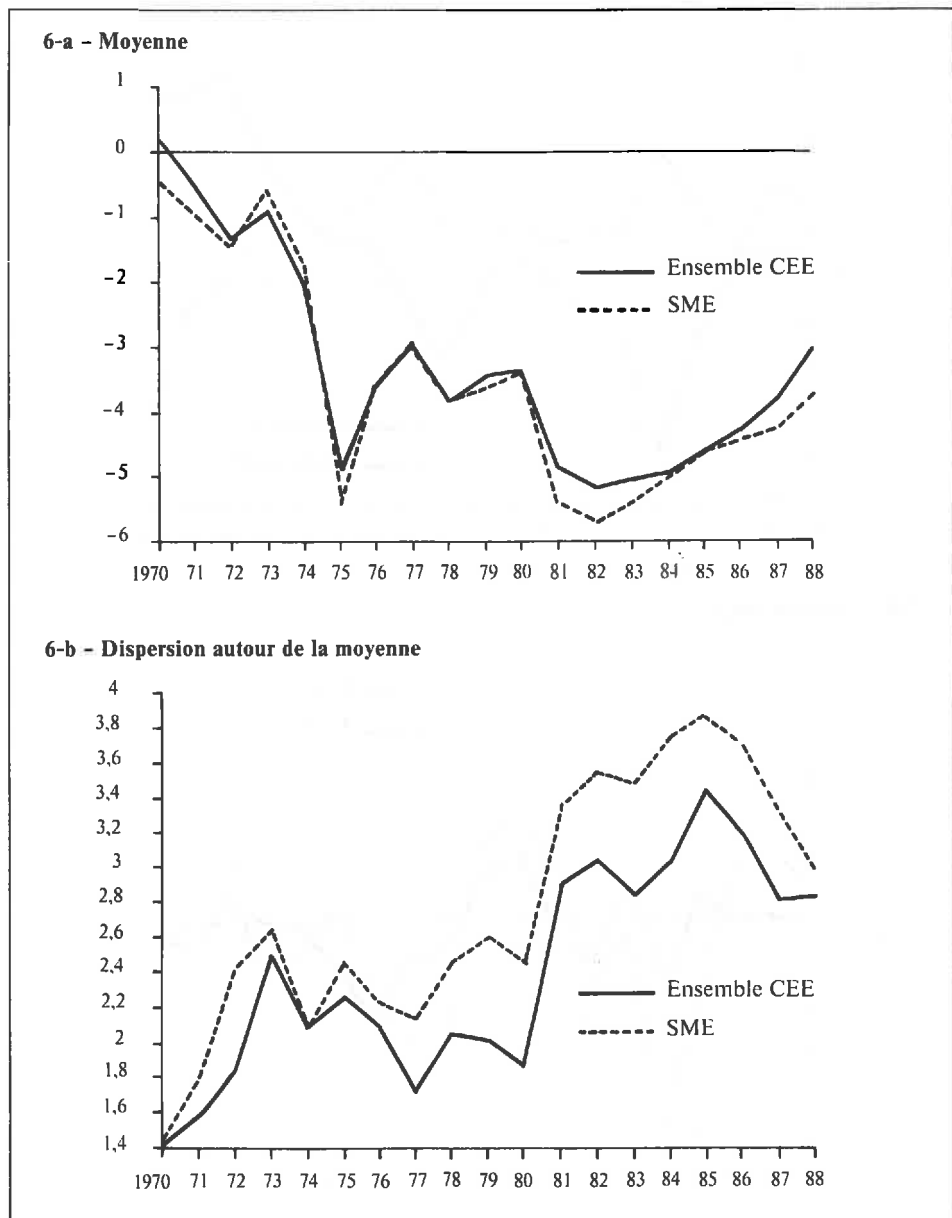 6-a - Moyenne
1
0
-1
-2
-3
-4
-5
-6
Ensemble CEE
SME
1970 71 72 73 74 75 76 77 78 79 80 81 82 83 84 85 86 87 88
6-b - Dispersion autour de la moyenne
4
3,8
3,6
3,4
3,2
3
2,8
2,6
2,4
2,2
2
1,8
1,6
1,4
Ensemble CEE
SME
1970 71 72 73 74 75 76 77 78 79 80 81 82 83 84 85 86 87 88